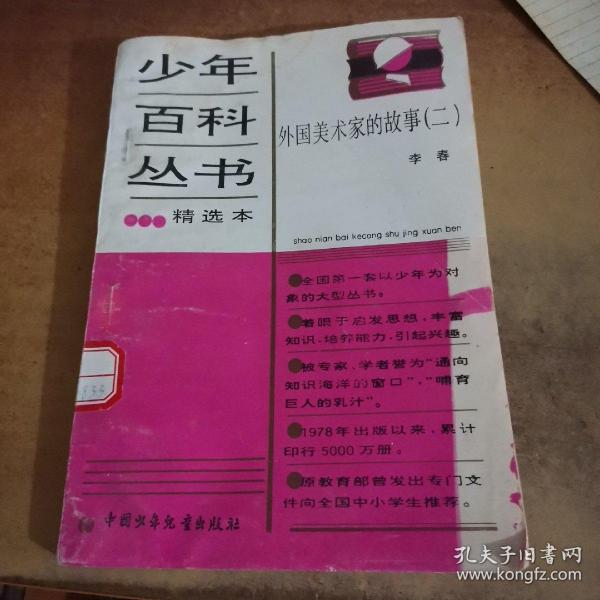 少年
百科
丛书
精选本
外国美术家的故事(二)
李春
shao nian bai kecong shu jing xuan ben
全国第一套以少年为对
象的大型丛书。
着眼于启发思想,丰富
知识,培养能力,引起兴趣。
被专家、学者誉为“通向
知识海洋的窗口”,“哺育
巨人的乳汁”。
1978年出版以来,累计
印行5000万册。
原教育部曾发出专门文
件向全国中小学生推荐。
中国少年儿童出版社
孔夫子旧书网
www.kongfz.com